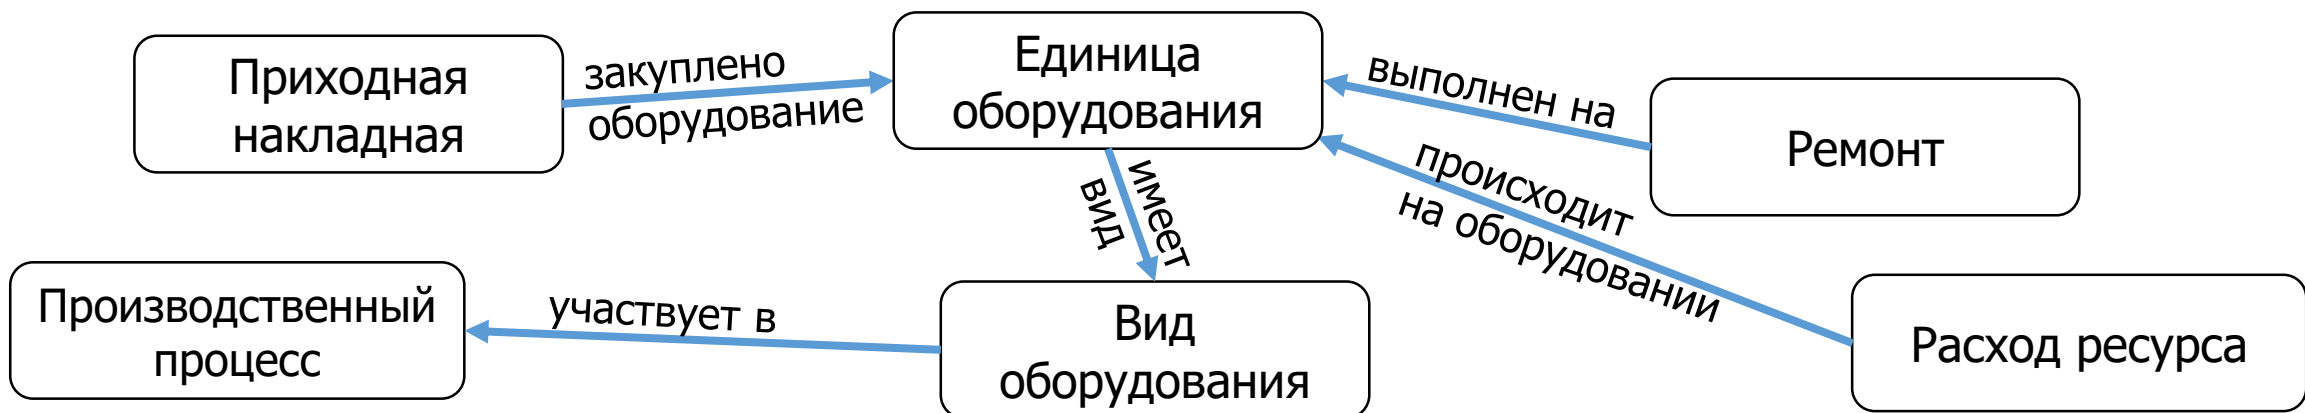 Приходная
накладная
закуплено
оборудование
Единица
оборудования
выполнен на
Ремонт
происходит
на оборудовании
имеет
вид
Производственный
процесс
участвует в
Вид
оборудования
Расход ресурса